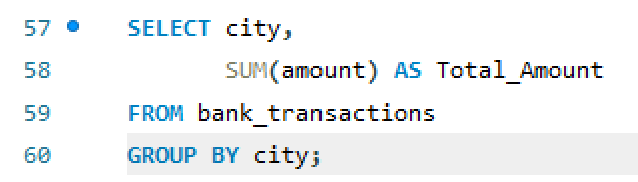 57 SELECT city,
58 SUM(amount) AS Total_Amount
59 FROM bank_transactions
60 GROUP BY city;